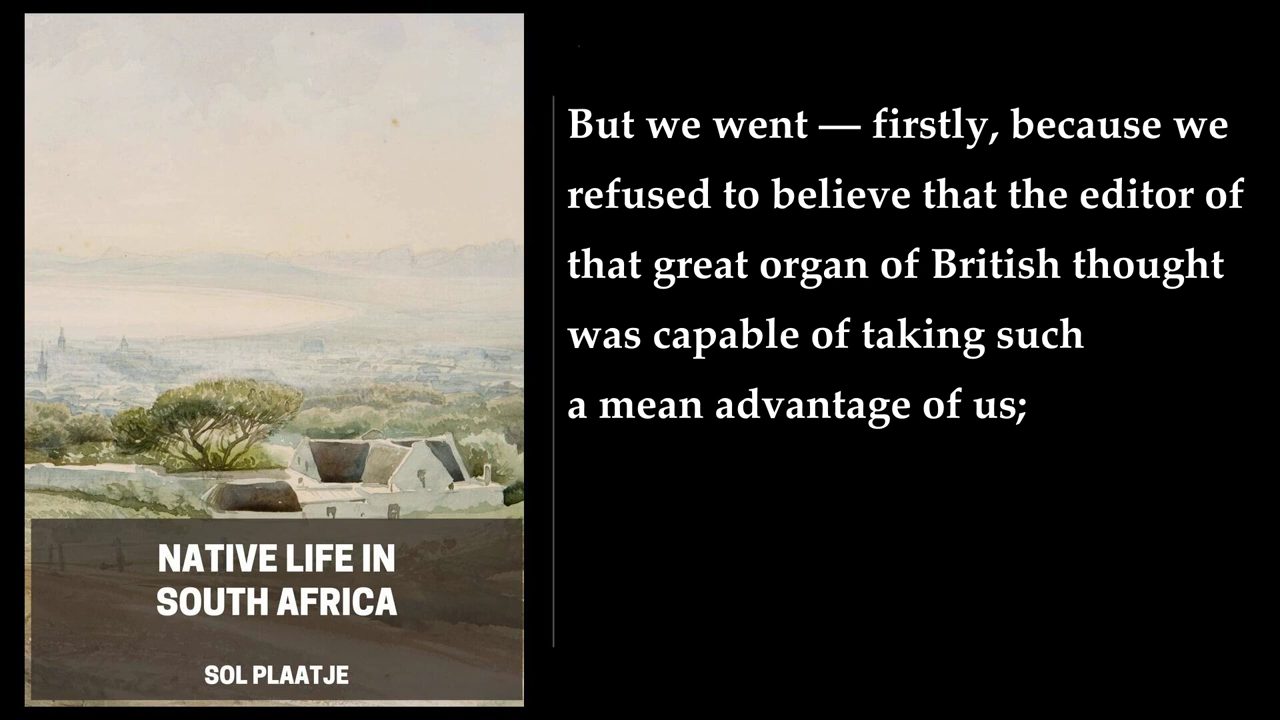 But we went — firstly, because we
refused to believe that the editor of
that great organ of British thought
was capable of taking such
a mean advantage of us;
NATIVE LIFE IN
SOUTH AFRICA
SOL PLAATJE